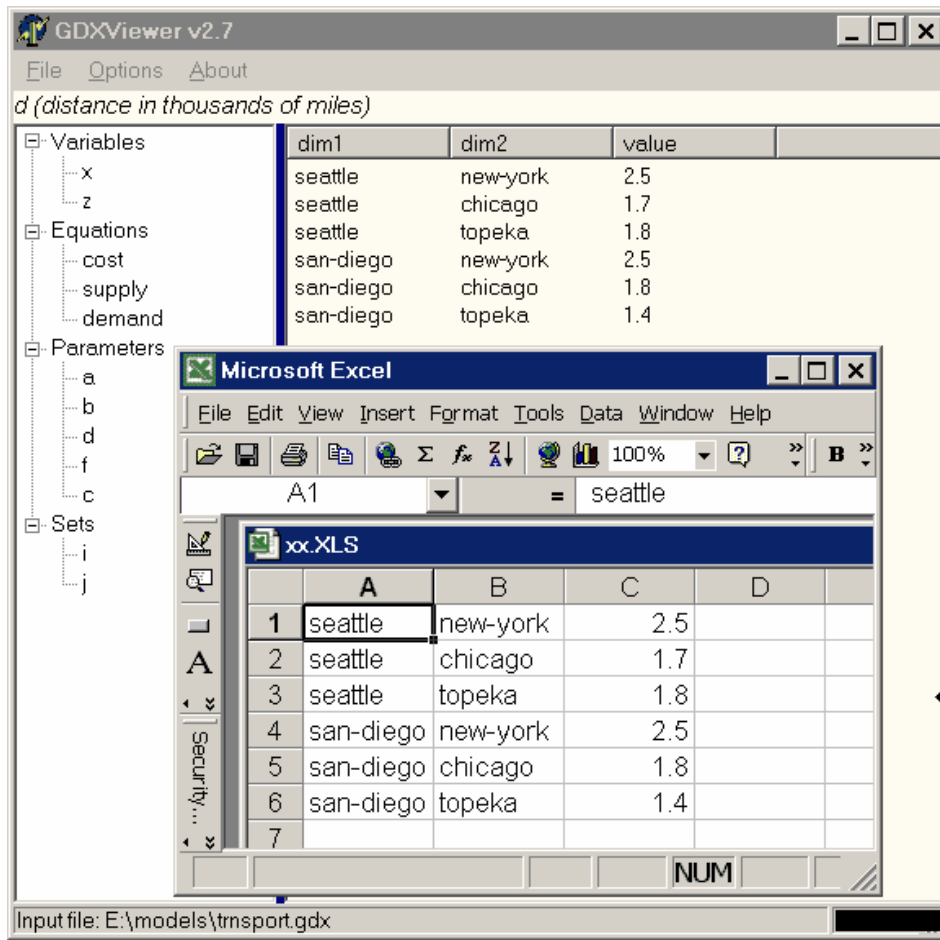 GDXViewer v2.7
File Options About
d (distance in thousands of miles)
Variables
x
z
Equations
cost
supply
demand
Parameters
a
b
d
f
c
Sets
i
j
dim1 dim2 value
seattle new-york 2.5
seattle chicago 1.7
seattle topeka 1.8
san-diego new-york 2.5
san-diego chicago 1.8
san-diego topeka 1.4
Microsoft Excel
File Edit View Insert Format Tools Data Window Help
100% B
A1 = seattle
xx.XLS
A B C D
1 seattle new-york 2.5
2 seattle chicago 1.7
3 seattle topeka 1.8
4 san-diego new-york 2.5
5 san-diego chicago 1.8
6 san-diego topeka 1.4
7
A
Security...
NUM
Input file: E:\models\trnsport.gdx